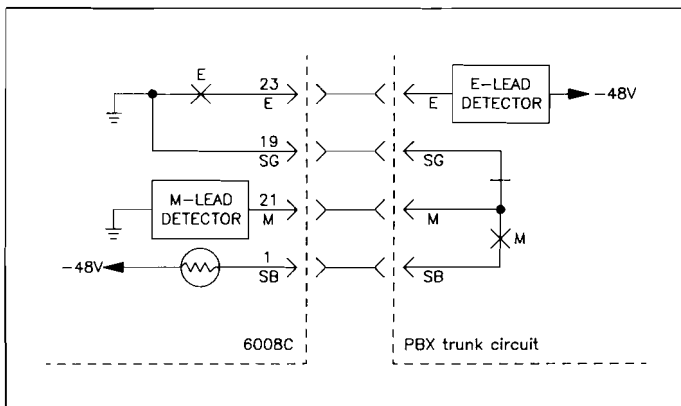 E
23
E
E
E-LEAD
DETECTOR
-48V
19
SG
SG
M-LEAD
DETECTOR
21
M
M
M
-48V
1
SB
SB
6008C
PBX trunk circuit